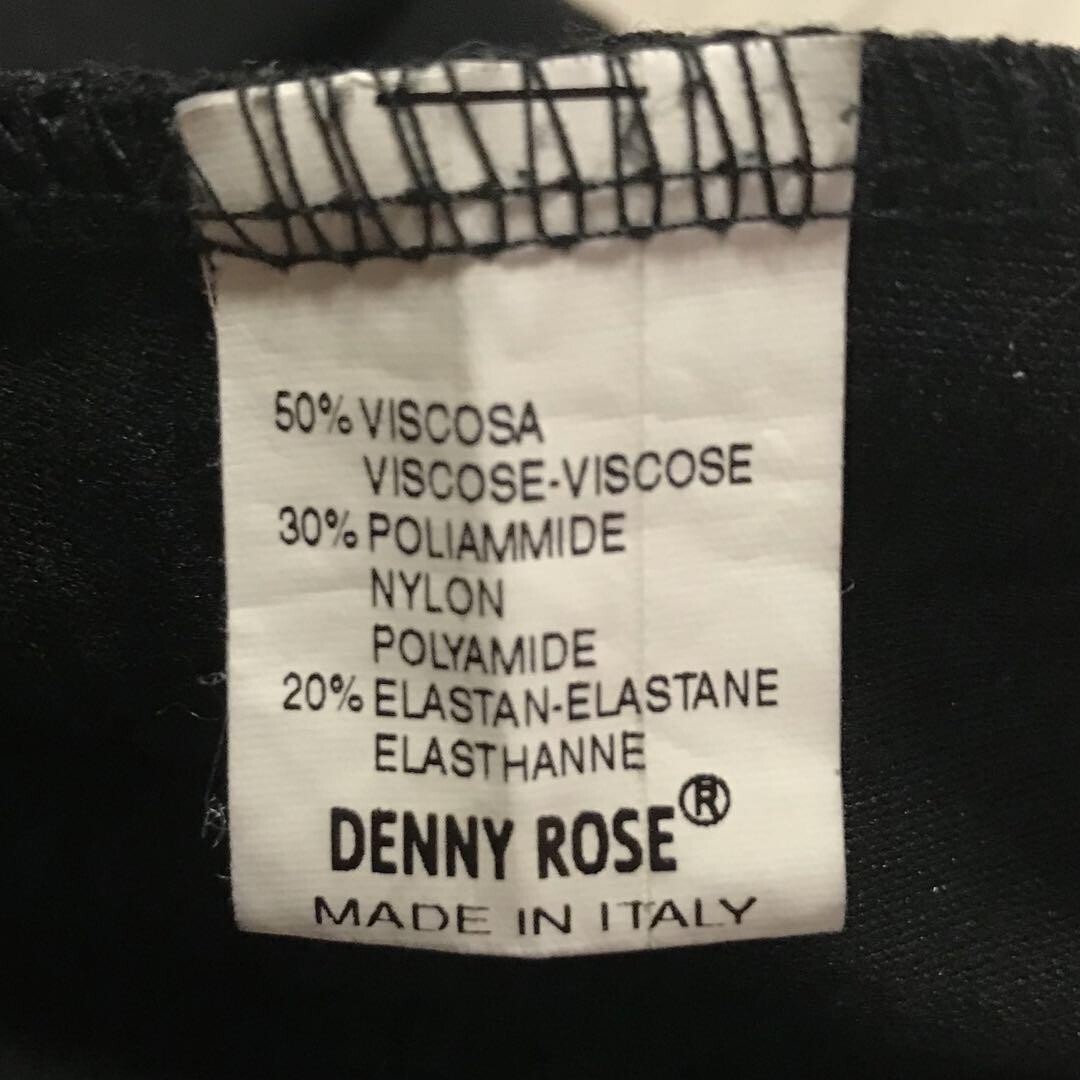 50% VISCOSA
VISCOSE-VISCOSE
30% POLIAMMIDE
NYLON
POLYAMIDE
20% ELASTAN-ELASTANE
ELASTHANNE
DENNY ROSE®
MADE IN ITALY